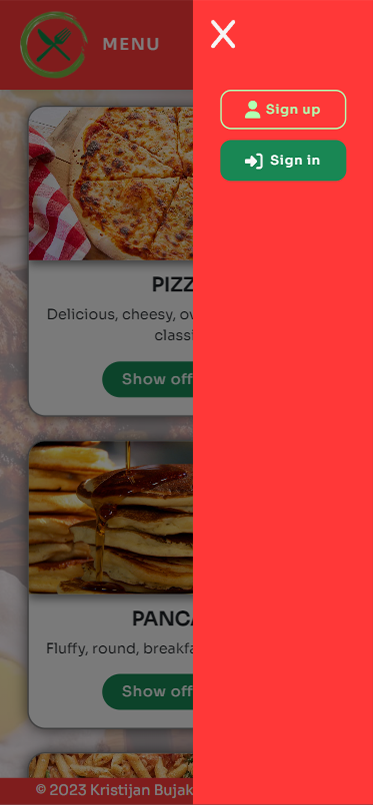 MENU
Sign up
Sign in
PIZZ
Delicious, cheesy, ov
classi
Show off
PANCA
Fluffy, round, breakfa
Show off
© 2023 Kristijan Bujak